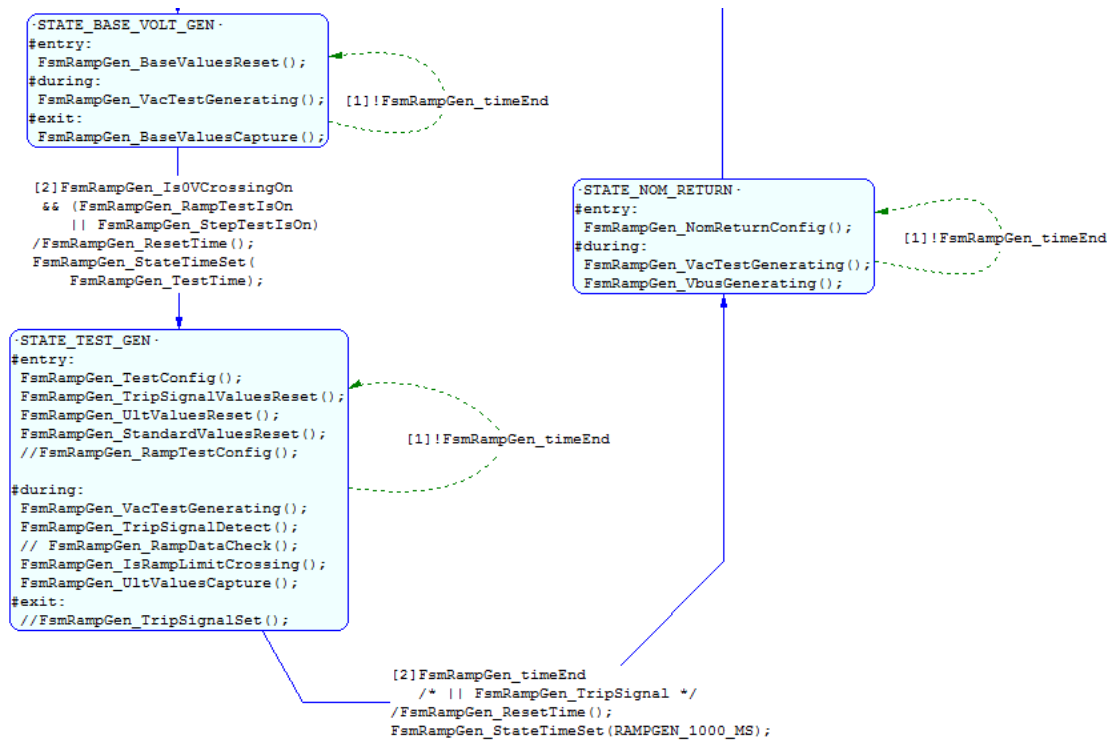 ·STATE_BASE_VOLT_GEN·
#entry:
FsmRampGen_BaseValuesReset();
#during:
FsmRampGen_VacTestGenerating();
#exit:
FsmRampGen_BaseValuesCapture();
[1]!FsmRampGen_timeEnd
[2]FsmRampGen_Is0VCrossingOn
&& (FsmRampGen_RampTestIsOn
|| FsmRampGen_StepTestIsOn)
/FsmRampGen_ResetTime();
FsmRampGen_StateTimeSet(
FsmRampGen_TestTime);
·STATE_NOM_RETURN·
#entry:
FsmRampGen_NomReturnConfig();
#during:
FsmRampGen_VacTestGenerating();
FsmRampGen_VbusGenerating();
[1]!FsmRampGen_timeEnd
·STATE_TEST_GEN·
#entry:
FsmRampGen_TestConfig();
FsmRampGen_TripSignalValuesReset();
FsmRampGen_UltValuesReset();
FsmRampGen_StandardValuesReset();
//FsmRampGen_RampTestConfig();
#during:
FsmRampGen_VacTestGenerating();
FsmRampGen_TripSignalDetect();
// FsmRampGen_RampDataCheck();
FsmRampGen_IsRampLimitCrossing();
FsmRampGen_UltValuesCapture();
#exit:
//FsmRampGen_TripSignalSet();
[1]!FsmRampGen_timeEnd
[2]FsmRampGen_timeEnd
/* || FsmRampGen_TripSignal */
/FsmRampGen_ResetTime();
FsmRampGen_StateTimeSet(RAMPGEN_1000_MS);